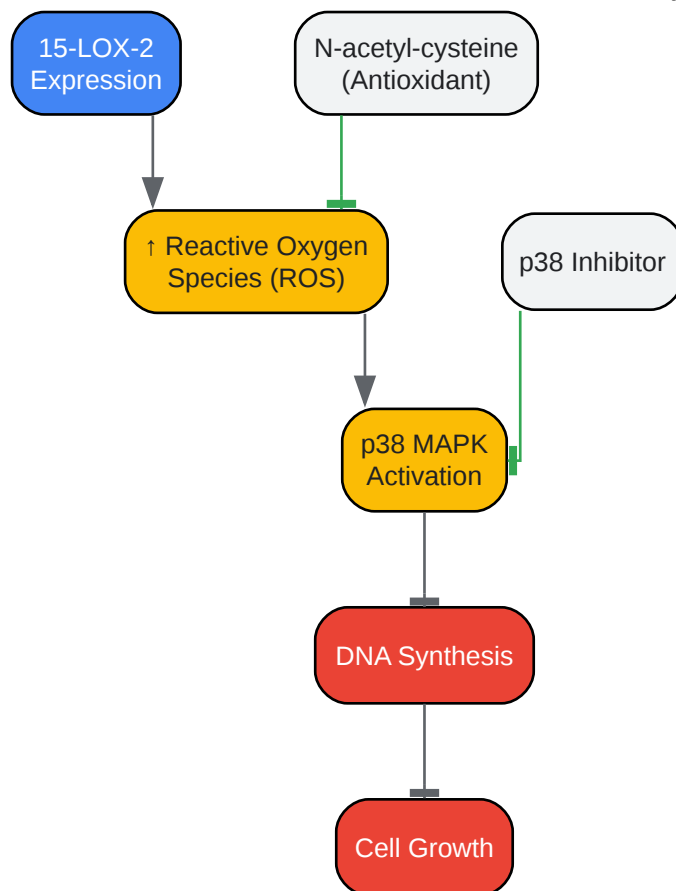 15-LOX-2
Expression
N-acetyl-cysteine
(Antioxidant)
↑ Reactive Oxygen
Species (ROS)
p38 Inhibitor
p38 MAPK
Activation
DNA Synthesis
Cell Growth